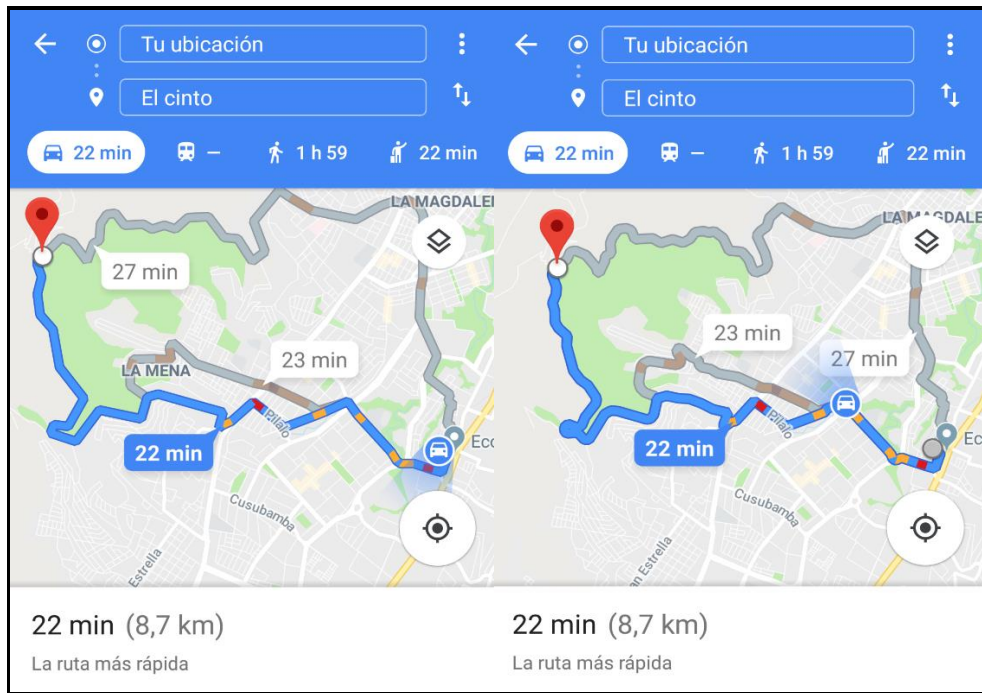 Tu ubicación
El cinto
22 min – 1 h 59 22 min
LA MAGDALE
27 min
23 min
LA MENA
Pilalo
22 min
Ecc
Cusubamba
Estrella
22 min (8,7 km)
La ruta más rápida
Tu ubicación
El cinto
22 min – 1 h 59 22 min
LA MAGDALE
23 min
27 min
Pilalo
22 min
Ec
Cusubamba
an Estrella
22 min (8,7 km)
La ruta más rápida